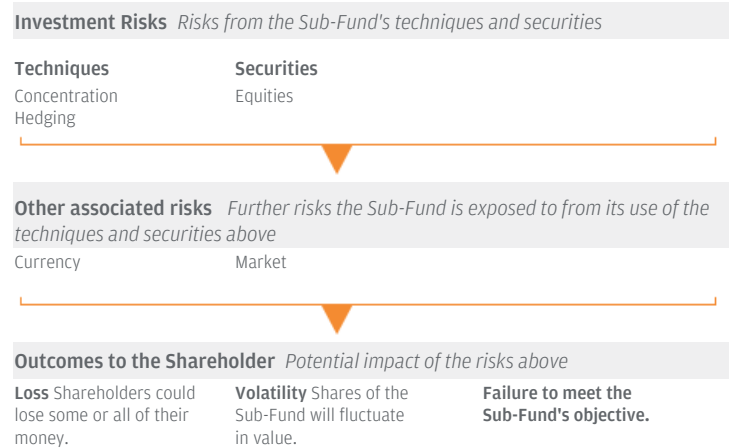 Investment Risks Risks from the Sub-Fund's techniques and securities
Techniques Securities
Concentration Equities
Hedging
Other associated risks Further risks the Sub-Fund is exposed to from its use of the
techniques and securities above
Currency Market
Outcomes to the Shareholder Potential impact of the risks above
Loss Shareholders could
lose some or all of their
money.
Volatility Shares of the
Sub-Fund will fluctuate
in value.
Failure to meet the
Sub-Fund's objective.